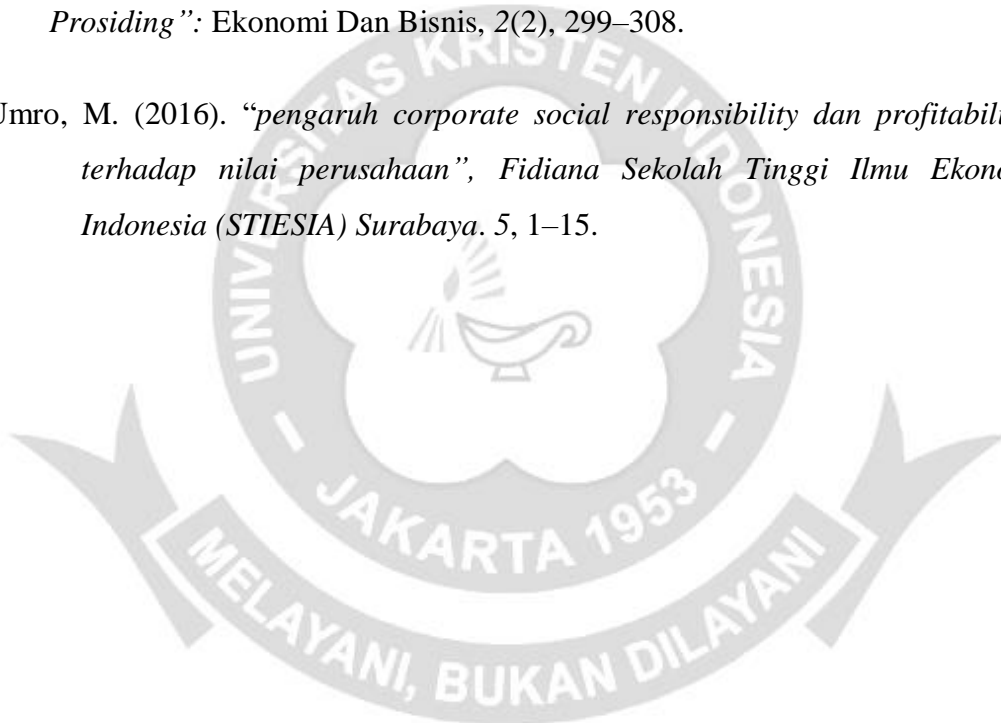 Prosiding”: Ekonomi Dan Bisnis, 2(2), 299–308.
Umro, M. (2016). “pengaruh corporate social responsibility dan profitabili
terhadap nilai perusahaan”, Fidiana Sekolah Tinggi Ilmu Ekono
Indonesia (STIESIA) Surabaya. 5, 1–15.
UNIVERSITAS KRISTEN INDONESIA
- JAKARTA 1953 -
MELAYANI, BUKAN DILAYANI